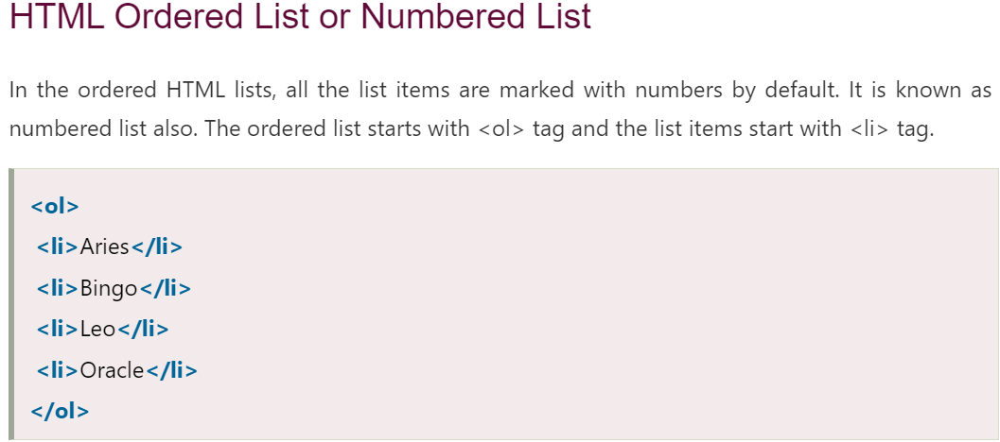 HTML Ordered List or Numbered List
In the ordered HTML lists, all the list items are marked with numbers by default. It is known as
numbered list also. The ordered list starts with <ol> tag and the list items start with <li> tag.
<ol>
<li>Aries</li>
<li>Bingo</li>
<li>Leo</li>
<li>Oracle</li>
</ol>